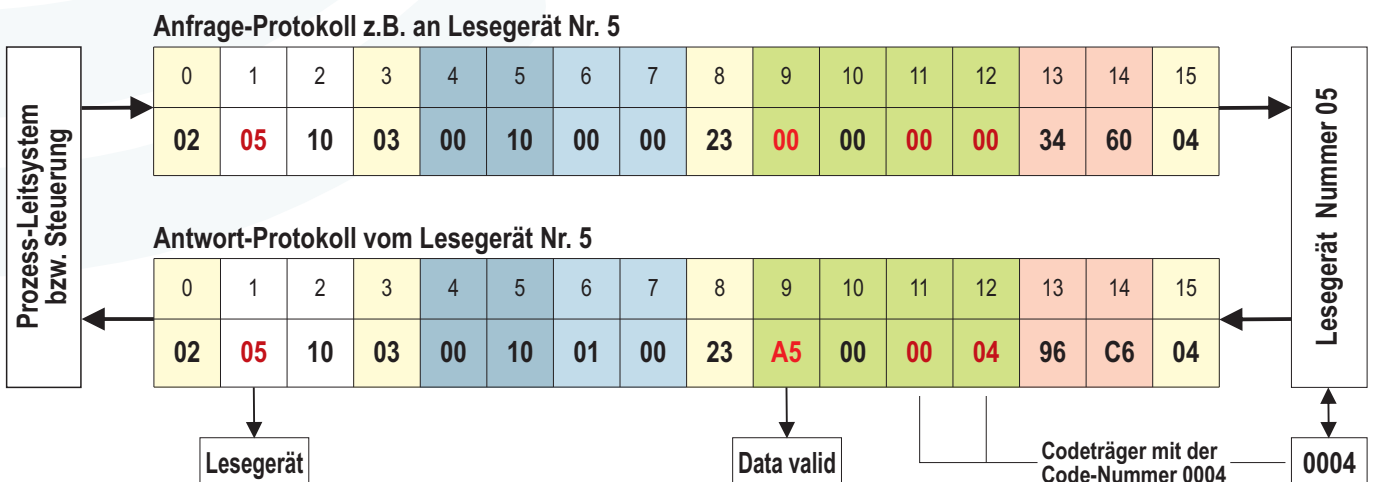 Anfrage-Protokoll z.B. an Lesegerät Nr. 5
Prozess-Leitsystem
bzw. Steuerung
0 1 2 3 4 5 6 7 8 9 10 11 12 13 14 15
02 05 10 03 00 10 00 00 23 00 00 00 00 34 60 04
Lesegerät Nummer 05
Antwort-Protokoll vom Lesegerät Nr. 5
0 1 2 3 4 5 6 7 8 9 10 11 12 13 14 15
02 05 10 03 00 10 01 00 23 A5 00 00 04 96 C6 04
Lesegerät
Data valid
Codeträger mit der
Code-Nummer 0004
0004